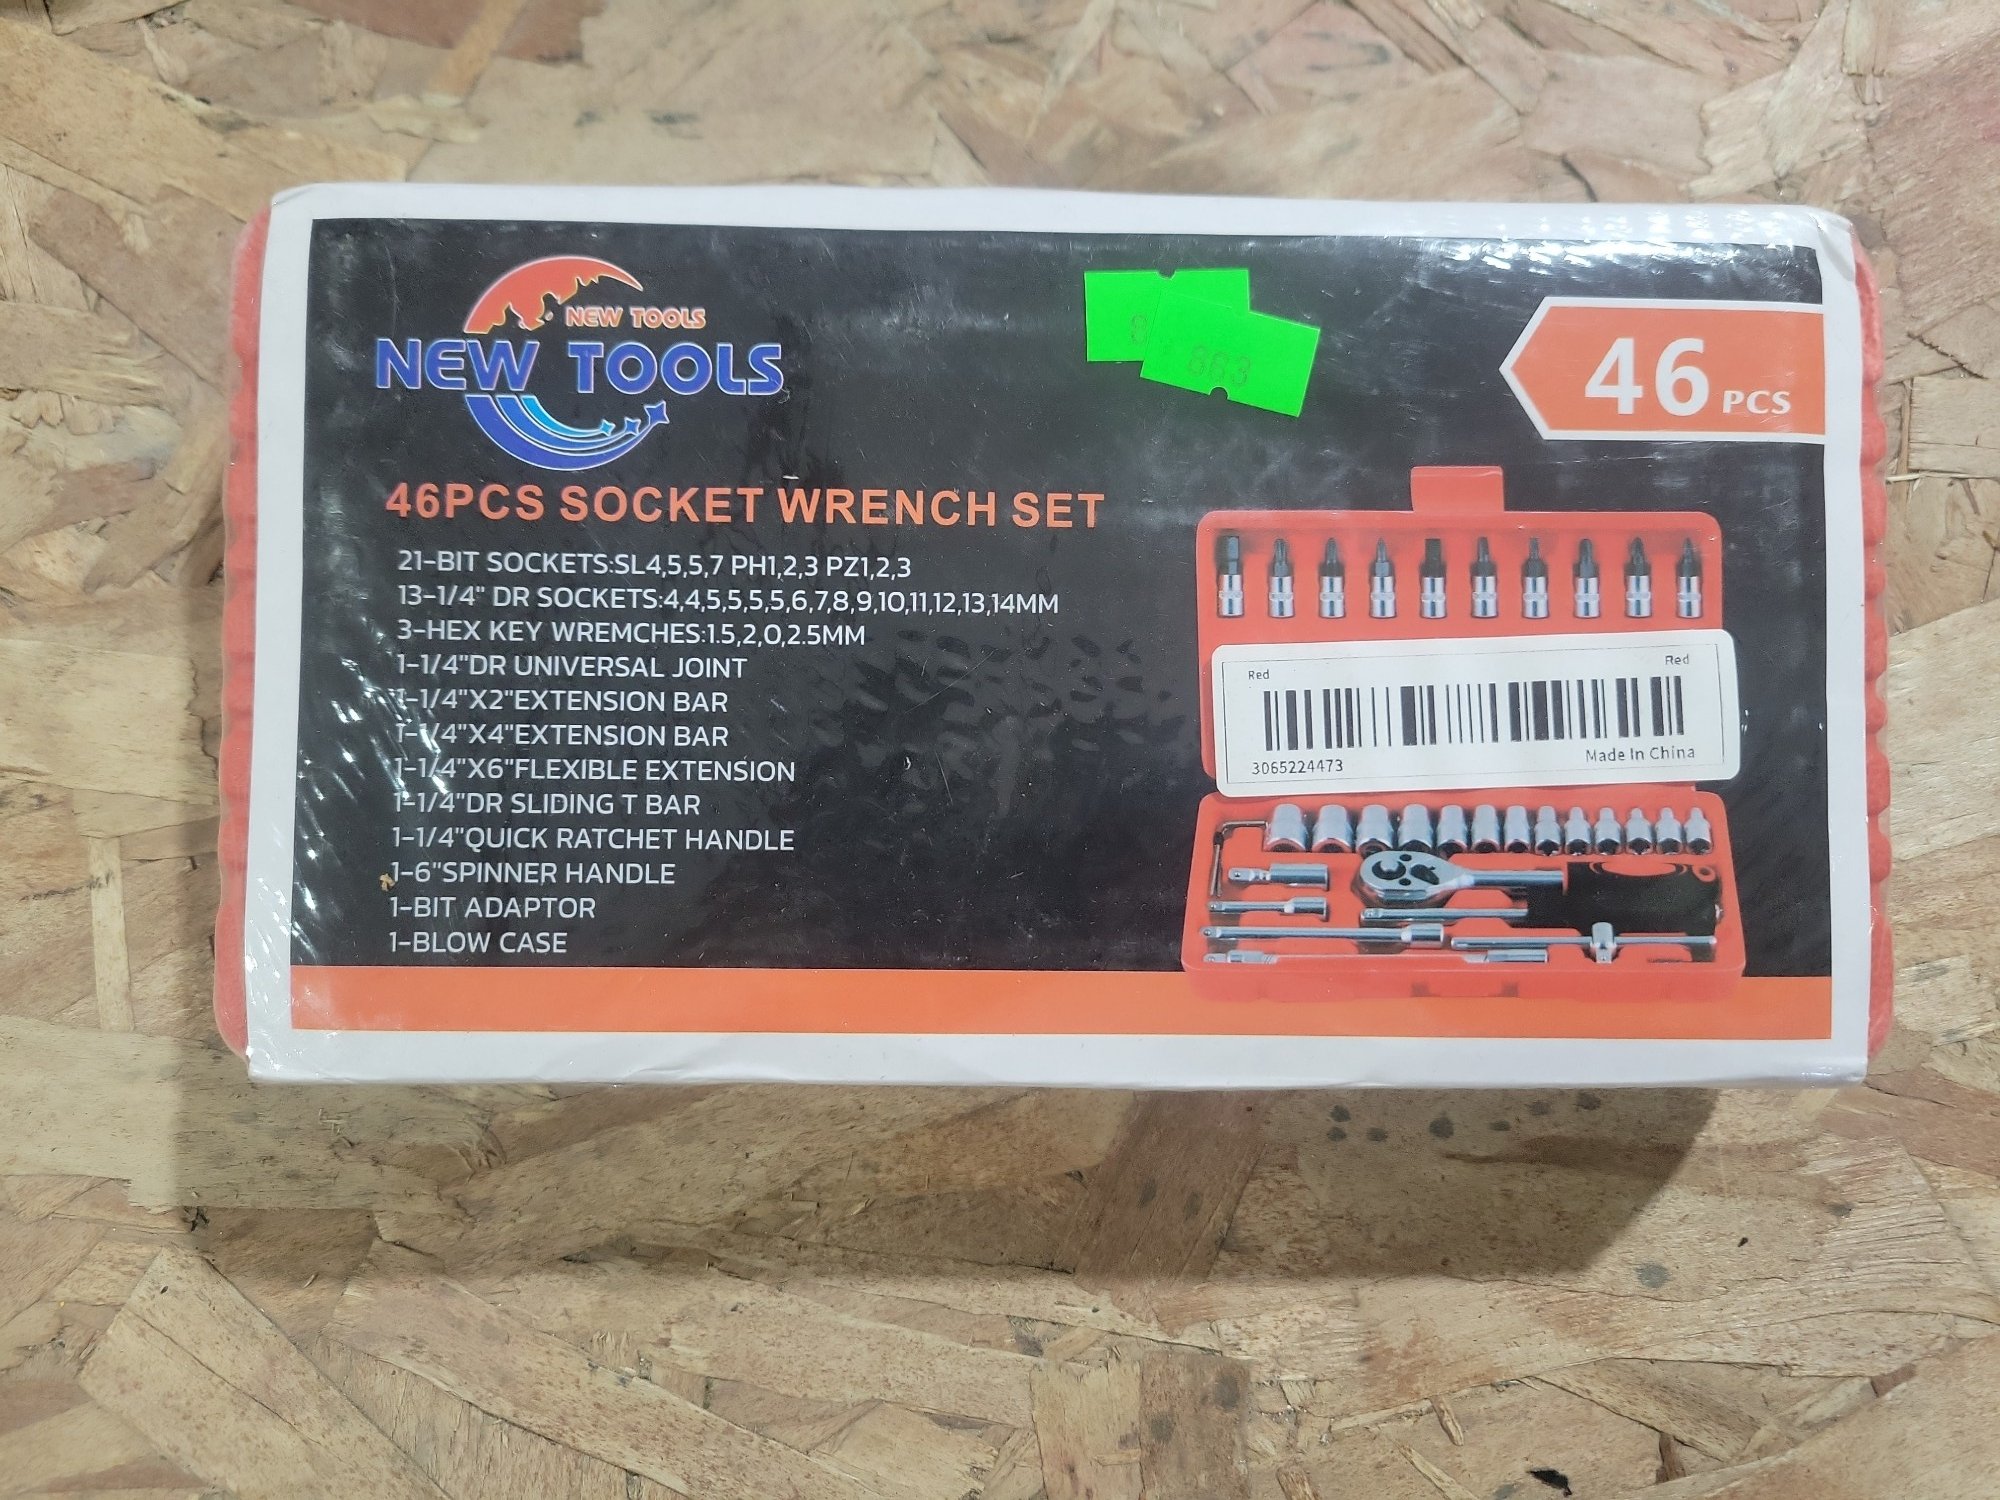 NEW TOOLS
NEW TOOLS
863
46 PCS
46PCS SOCKET WRENCH SET
21-BIT SOCKETS:SL4,5,5,7 PH1,2,3 PZ1,2,3
13-1/4" DR SOCKETS:4,4,5,5,5,5,6,7,8,9,10,11,12,13,14MM
3-HEX KEY WREMCHES:1.5,2,0,2.5MM
1-1/4"DR UNIVERSAL JOINT
1-1/4"X2"EXTENSION BAR
1-1/4"X4"EXTENSION BAR
1-1/4"X6"FLEXIBLE EXTENSION
1-1/4"DR SLIDING T BAR
1-1/4"QUICK RATCHET HANDLE
1-6"SPINNER HANDLE
1-BIT ADAPTOR
1-BLOW CASE
Red
Red
3065224473
Made In China